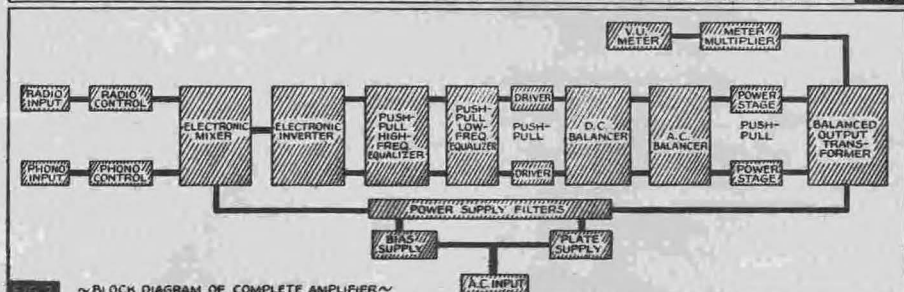 V.U. METER
METER MULTIPLIER
RADIO INPUT
RADIO CONTROL
PHONO INPUT
PHONO CONTROL
ELECTRONIC MIXER
ELECTRONIC INVERTER
PUSH-
PULL
HIGH-
FREQ.
EQUALIZER
PUSH-
PULL
LOW-
FREQ.
EQUALIZER
DRIVER
PUSH-
PULL
DRIVER
D.C.
BALANCER
A.C.
BALANCER
POWER
STAGE
PUSH-
PULL
POWER
STAGE
BALANCED
OUTPUT
TRANS-
FORMER
POWER SUPPLY FILTERS
BIAS
SUPPLY
PLATE
SUPPLY
A.C. INPUT
~BLOCK DIAGRAM OF COMPLETE AMPLIFIER~